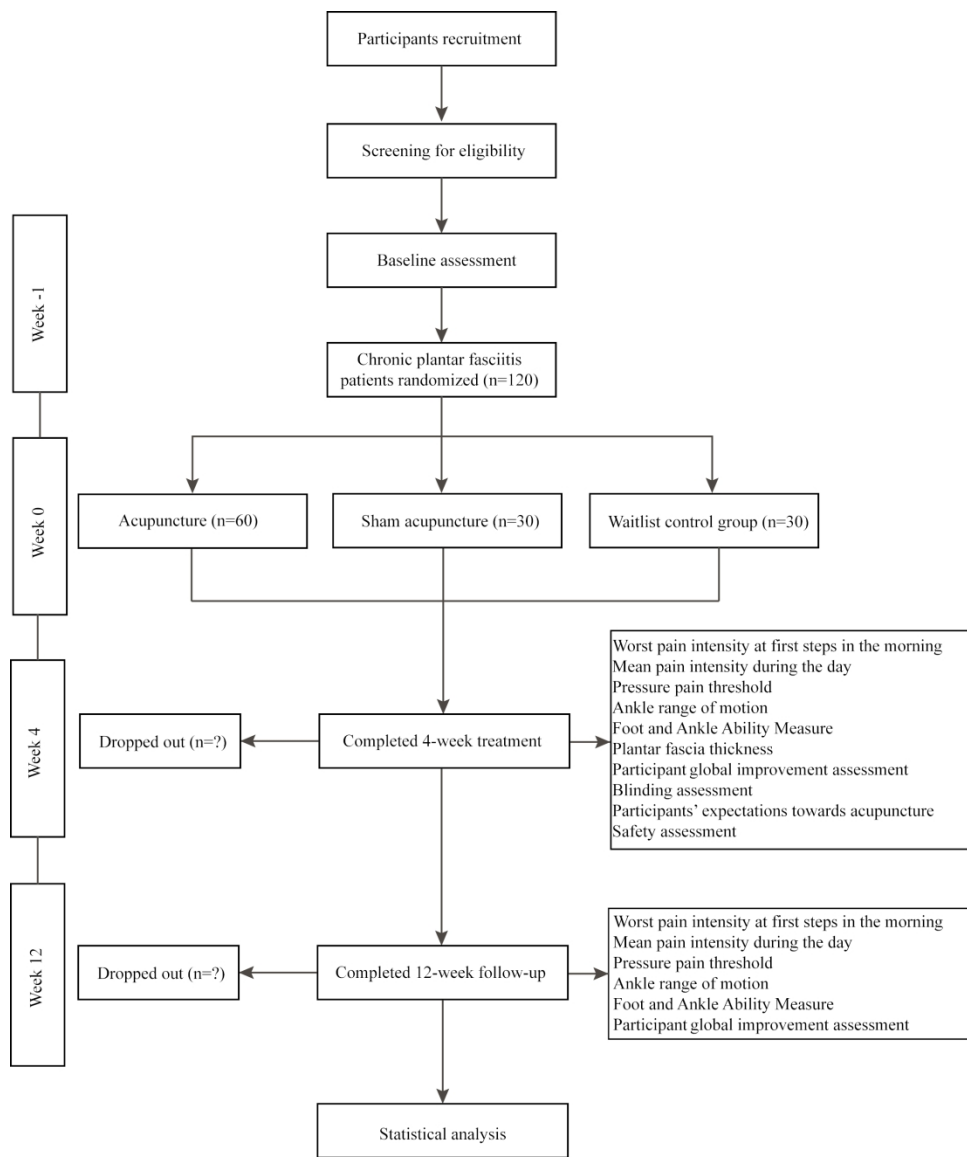 Participants recruitment
Screening for eligibility
Baseline assessment
Week -1
Chronic plantar fasciitis
patients randomized (n=120)
Week 0
Acupuncture (n=60)
Sham acupuncture (n=30)
Waitlist control group (n=30)
Week 4
Dropped out (n=?)
Completed 4-week treatment
Worst pain intensity at first steps in the morning
Mean pain intensity during the day
Pressure pain threshold
Ankle range of motion
Foot and Ankle Ability Measure
Plantar fascia thickness
Participant global improvement assessment
Blinding assessment
Participants’ expectations towards acupuncture
Safety assessment
Week 12
Dropped out (n=?)
Completed 12-week follow-up
Worst pain intensity at first steps in the morning
Mean pain intensity during the day
Pressure pain threshold
Ankle range of motion
Foot and Ankle Ability Measure
Participant global improvement assessment
Statistical analysis